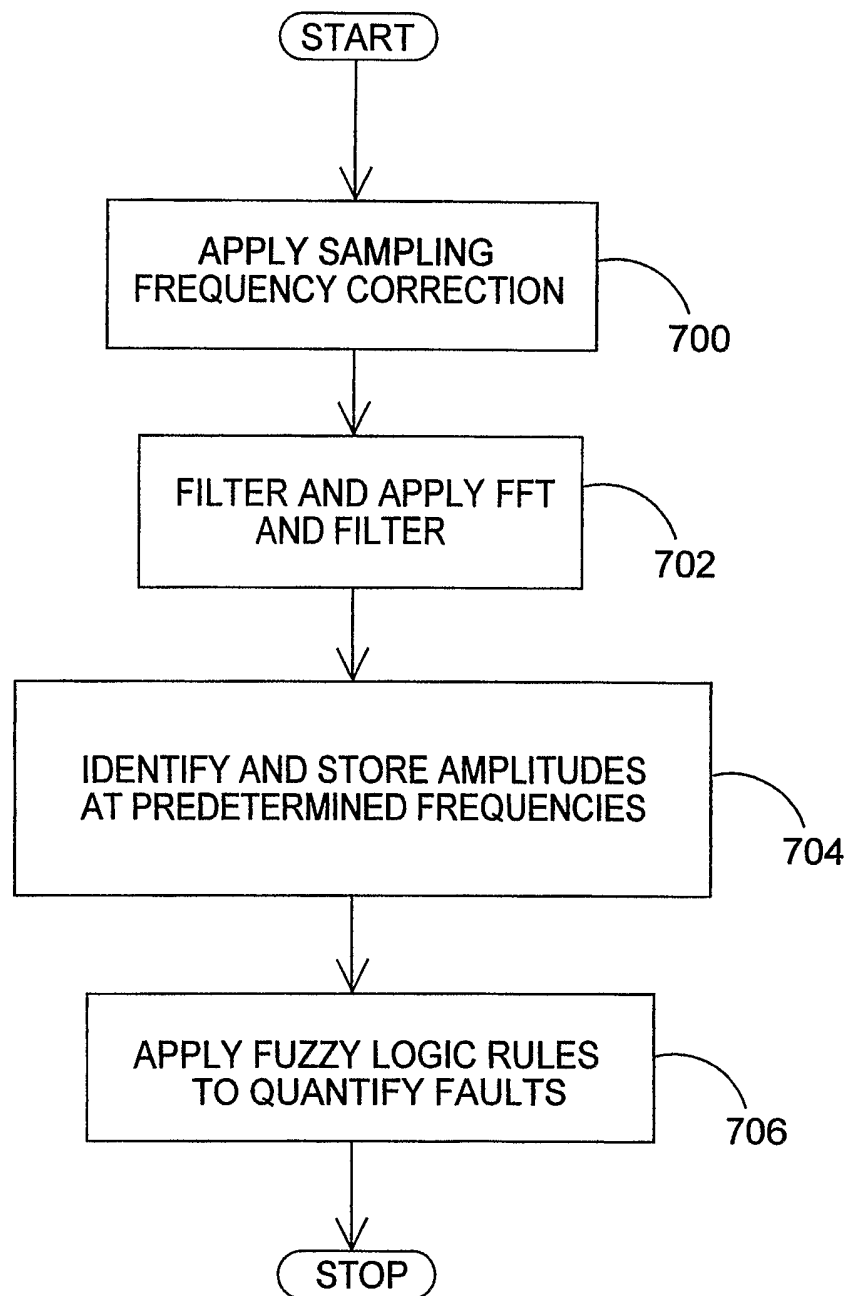 START
APPLY SAMPLING
FREQUENCY CORRECTION
700
FILTER AND APPLY FFT
AND FILTER
702
IDENTIFY AND STORE AMPLITUDES
AT PREDETERMINED FREQUENCIES
704
APPLY FUZZY LOGIC RULES
TO QUANTIFY FAULTS
706
STOP